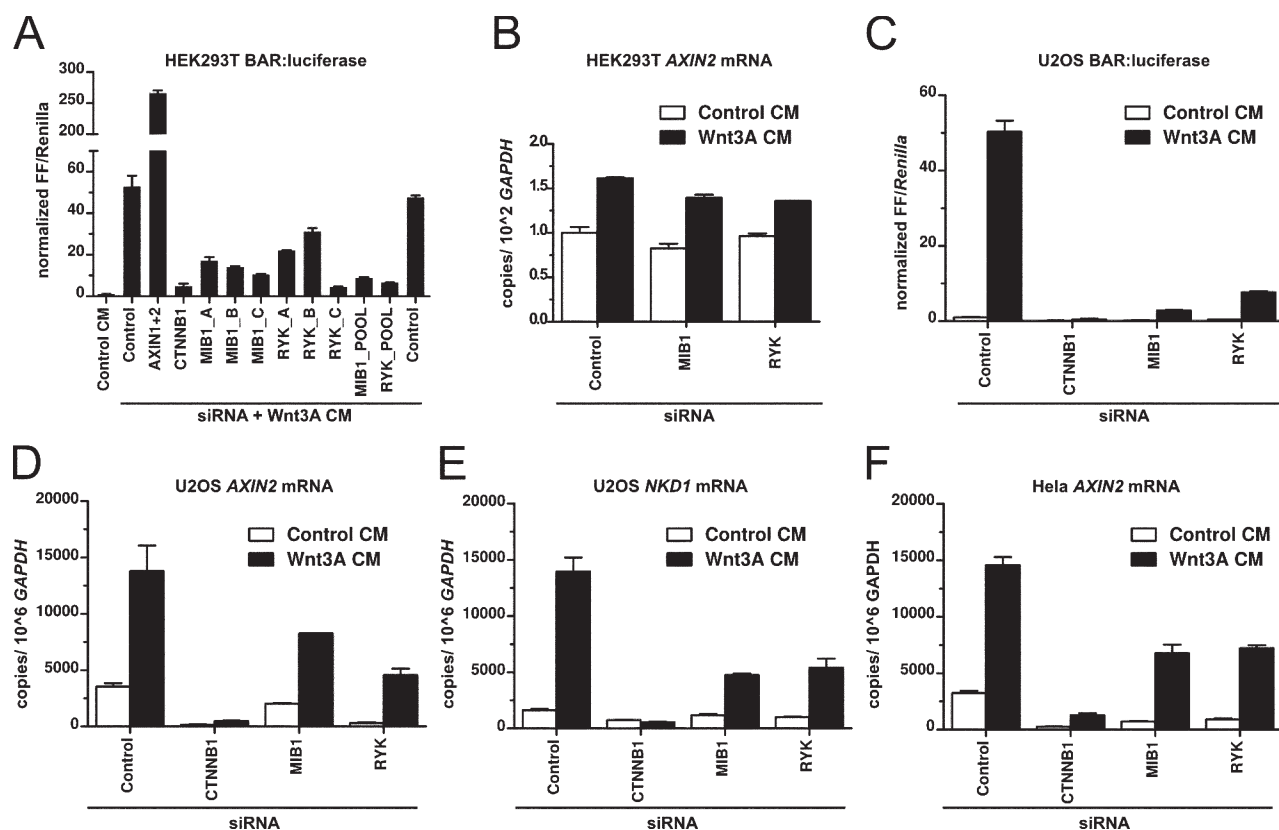 A
HEK293T BAR:luciferase
normalized FF/Renilla
300
250
200
60
40
20
0
Control CM
Control
AXIN1+2
CTNNB1
MIB1_A
MIB1_B
MIB1_C
RYK_A
RYK_B
RYK_C
MIB1_POOL
RYK_POOL
Control
siRNA + Wnt3A CM
B
HEK293T AXIN2 mRNA
Control CM
Wnt3A CM
copies/ 10^2 GAPDH
2.0
1.5
1.0
0.5
0.0
Control
MIB1
RYK
siRNA
C
U2OS BAR:luciferase
Control CM
Wnt3A CM
normalized FF/Renilla
60
40
20
0
Control
CTNNB1
MIB1
RYK
siRNA
D
U2OS AXIN2 mRNA
Control CM
Wnt3A CM
copies/ 10^6 GAPDH
20000
15000
10000
5000
0
Control
CTNNB1
MIB1
RYK
siRNA
E
U2OS NKD1 mRNA
Control CM
Wnt3A CM
copies/ 10^6 GAPDH
20000
15000
10000
5000
0
Control
CTNNB1
MIB1
RYK
siRNA
F
Hela AXIN2 mRNA
Control CM
Wnt3A CM
copies/ 10^6 GAPDH
20000
15000
10000
5000
0
Control
CTNNB1
MIB1
RYK
siRNA